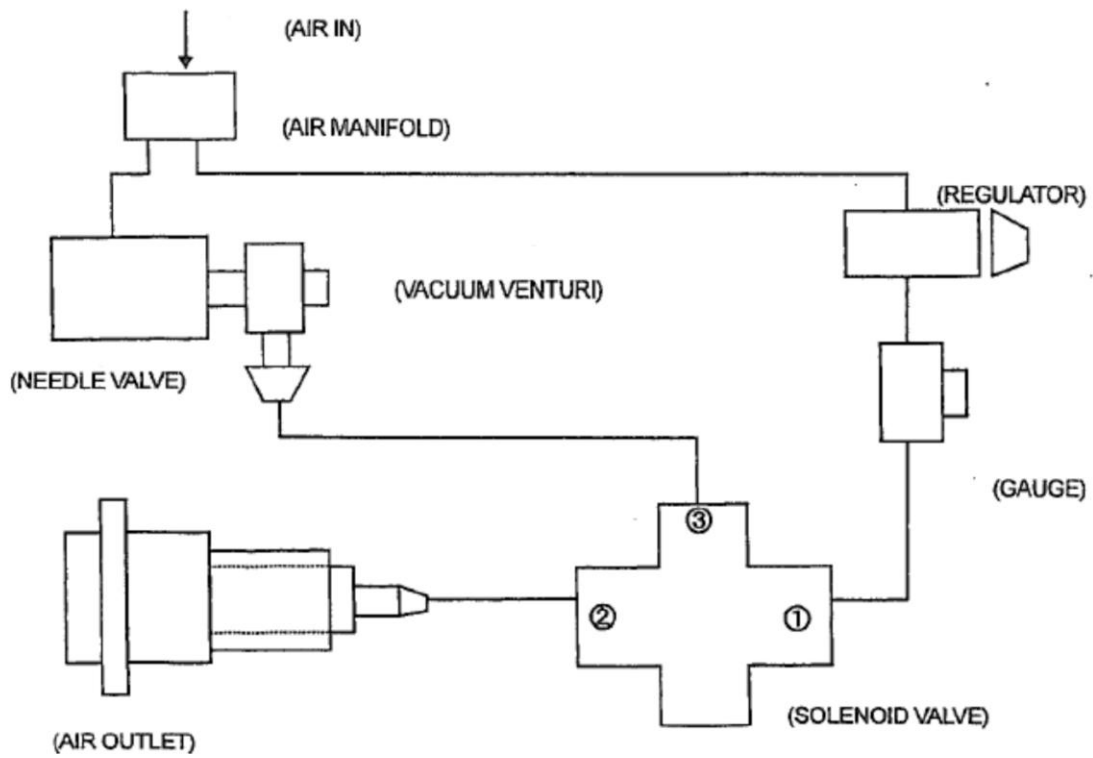 (AIR IN)
(AIR MANIFOLD)
(REGULATOR)
(VACUUM VENTURI)
(NEEDLE VALVE)
(GAUGE)
③
② ①
(SOLENOID VALVE)
(AIR OUTLET)